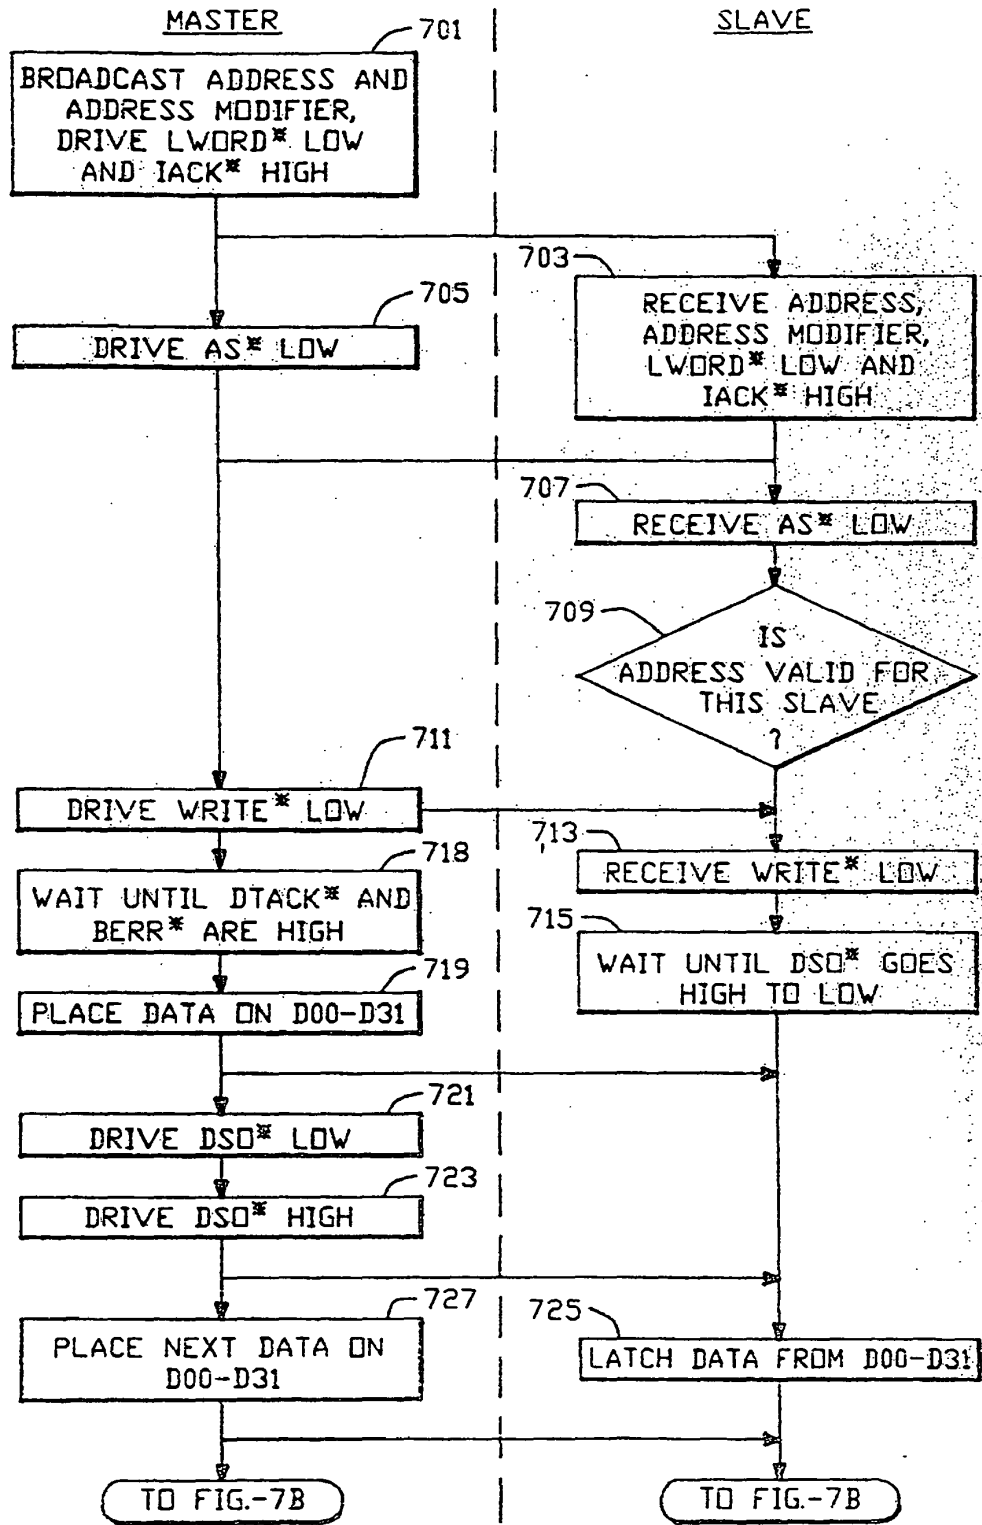 MASTER
SLAVE
701
BROADCAST ADDRESS AND
ADDRESS MODIFIER,
DRIVE LWORD* LOW
AND IACK* HIGH
703
RECEIVE ADDRESS,
ADDRESS MODIFIER,
LWORD* LOW AND
IACK* HIGH
705
DRIVE AS* LOW
707
RECEIVE AS* LOW
709
IS
ADDRESS VALID FOR
THIS SLAVE
?
711
DRIVE WRITE* LOW
713
RECEIVE WRITE* LOW
718
WAIT UNTIL DTACK* AND
BERR* ARE HIGH
715
WAIT UNTIL DS0* GOES
HIGH TO LOW
719
PLACE DATA ON D00-D31
721
DRIVE DS0* LOW
723
DRIVE DS0* HIGH
727
PLACE NEXT DATA ON
D00-D31
725
LATCH DATA FROM D00-D31
TO FIG.-7B
TO FIG.-7B